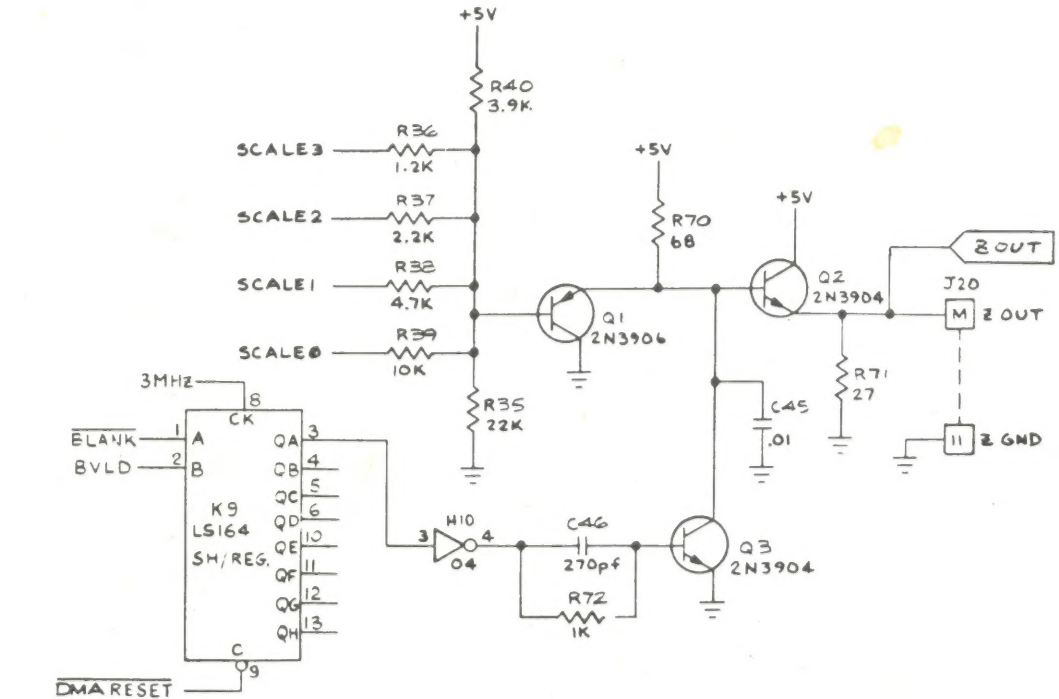 +5V
R40
3.9K
SCALE3
R36
1.2K
SCALE2
R37
2.2K
SCALE1
R38
4.7K
SCALE0
R39
10K
R35
22K
Q1
2N3906
+5V
R70
68
+5V
Q2
2N3904
Z OUT
J20
M
Z OUT
R71
27
C45
.01
11
Z GND
3MHz
8
CK
BLANK
1
A
QA
3
BVLD
2
B
QB
4
QC
5
K9
QD
6
LS164
QE
10
SH/REG.
QF
11
QG
12
QH
13
C
9
DMA RESET
3
H10
4
04
C46
270pf
R72
1K
Q3
2N3904